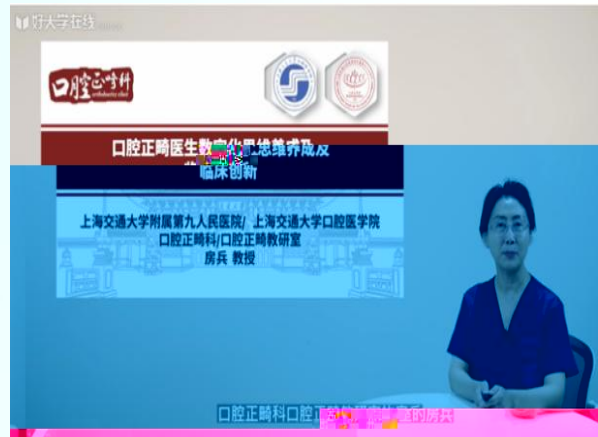 好大学在线
口腔正畸科
口腔正畸医生数字化思维养成及
临床创新
上海交通大学附属第九人民医院/ 上海交通大学口腔医学院
口腔正畸科/口腔正畸教研室
房兵 教授
口腔正畸科口腔正 的房兵